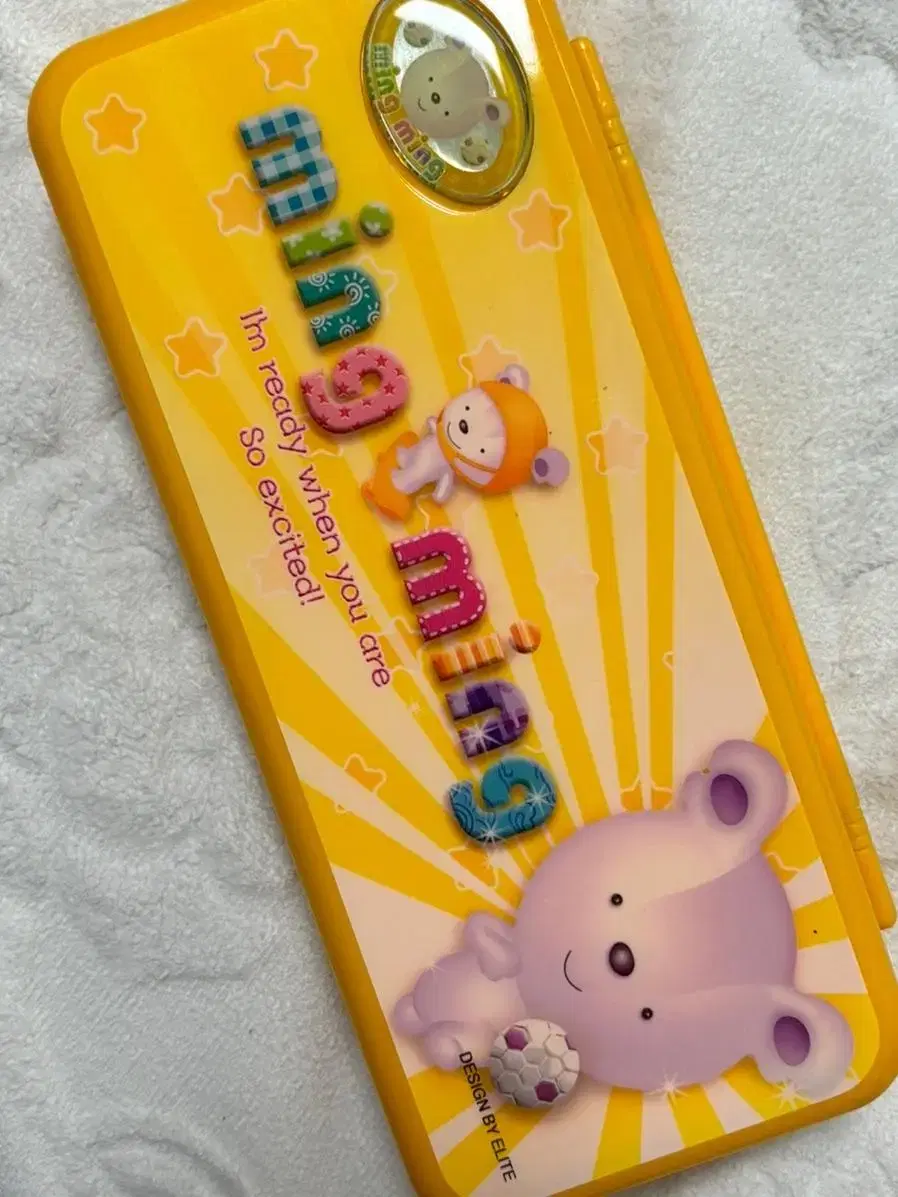 ming ming
ming ming
I'm ready when you are
So excited!
DESIGN BY ELITE